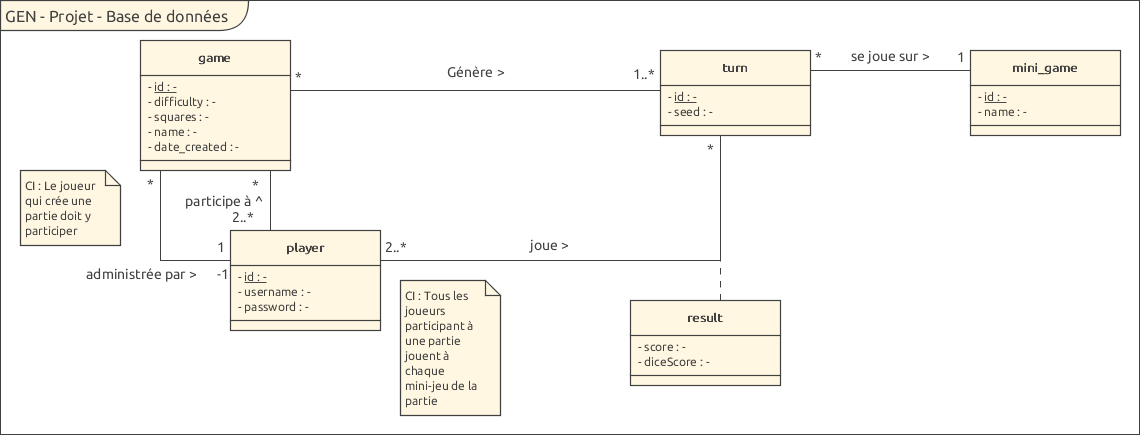 GEN - Projet - Base de données
game
- id : -
- difficulty : -
- squares : -
- name : -
- date_created : -
*
Génère >
1..*
turn
- id : -
- seed : -
*
se joue sur >
1
mini_game
- id : -
- name : -
CI : Le joueur
qui crée une
partie doit y
participer
*
*
participe à ^
2..*
*
1
administrée par >
-1
player
- id : -
- username : -
- password : -
2..*
joue >
CI : Tous les
joueurs
participant à
une partie
jouent à
chaque
mini-jeu de la
partie
result
- score : -
- diceScore : -